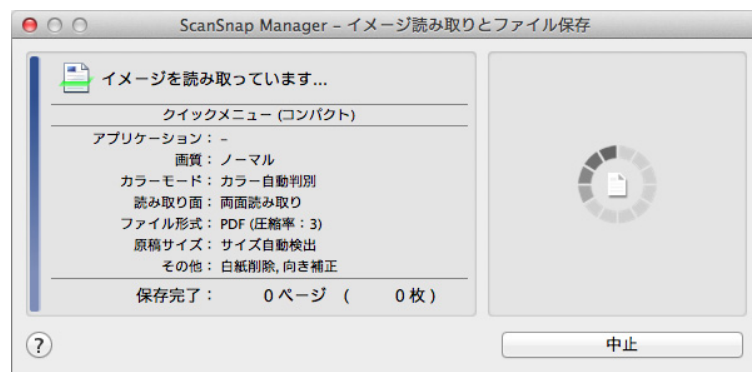 ScanSnap Manager – イメージ読み取りとファイル保存
イメージを読み取っています...
クイックメニュー (コンパクト)
アプリケーション： –
画質： ノーマル
カラーモード： カラー自動判別
読み取り面： 両面読み取り
ファイル形式： PDF (圧縮率：3)
原稿サイズ： サイズ自動検出
その他： 白紙削除, 向き補正
保存完了： 0 ページ ( 0 枚 )
?
中止